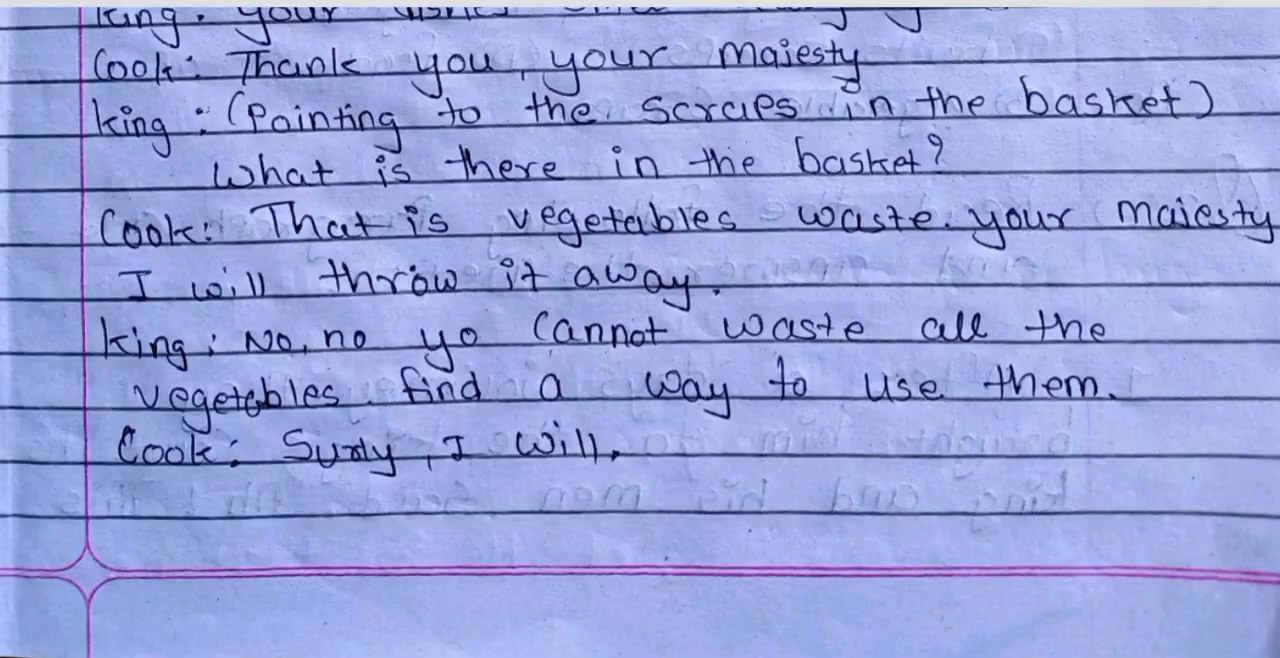 king. your
Cook: Thank you, your majesty
king: (Pointing to the scraps in the basket)
What is there in the basket?
Cook: That is vegetables waste. your majesty
I will throw it away.
king: No, no yo cannot waste all the
vegetables. find a way to use them.
Cook: Surly, I will.